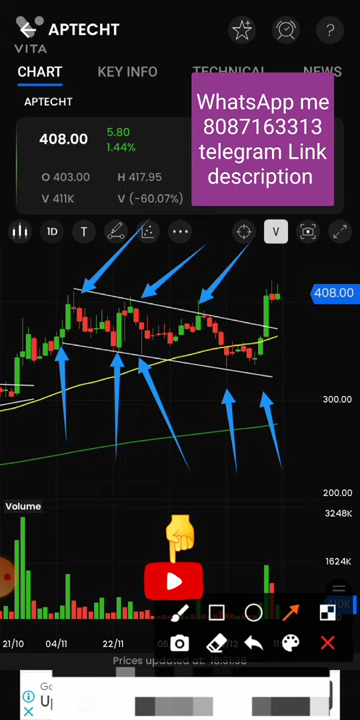 APTECHT
VITA
CHART KEY INFO TECHNICAL NEWS
APTECHT
WhatsApp me
8087163313
telegram Link
description
408.00 5.80
1.44%
O 403.00 H 417.95
V 411K V (-60.07%)
1D T V
408.00
300.00
200.00
Volume
3248K
1624K
410K
21/10 04/11 22/11
Prices updated at